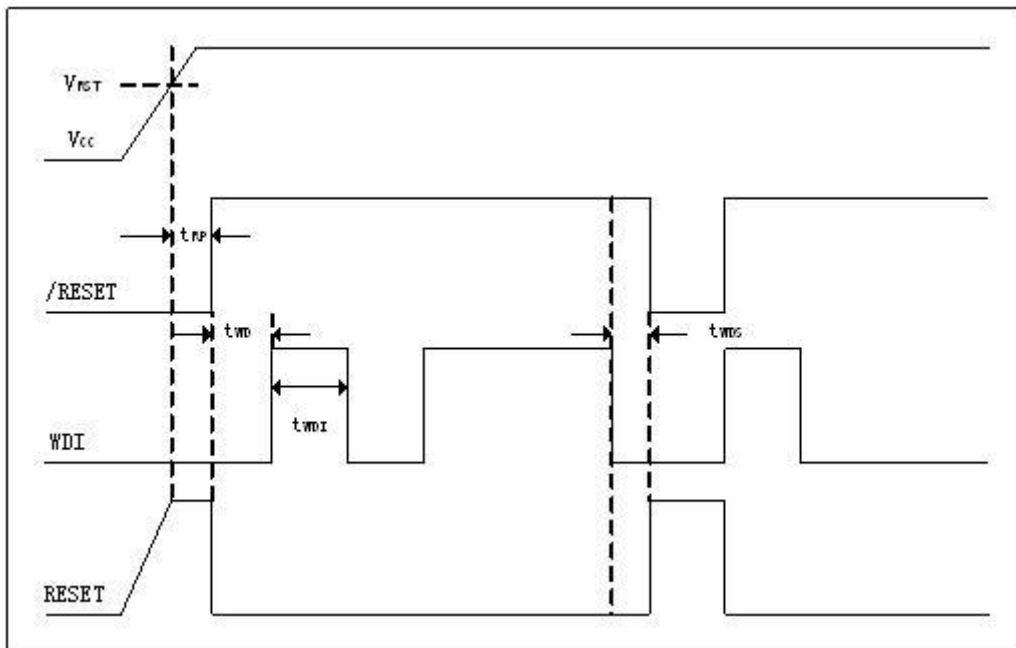 VRST
VCC
tRP
/RESET
tWD
tWDS
tWDI
WDI
RESET